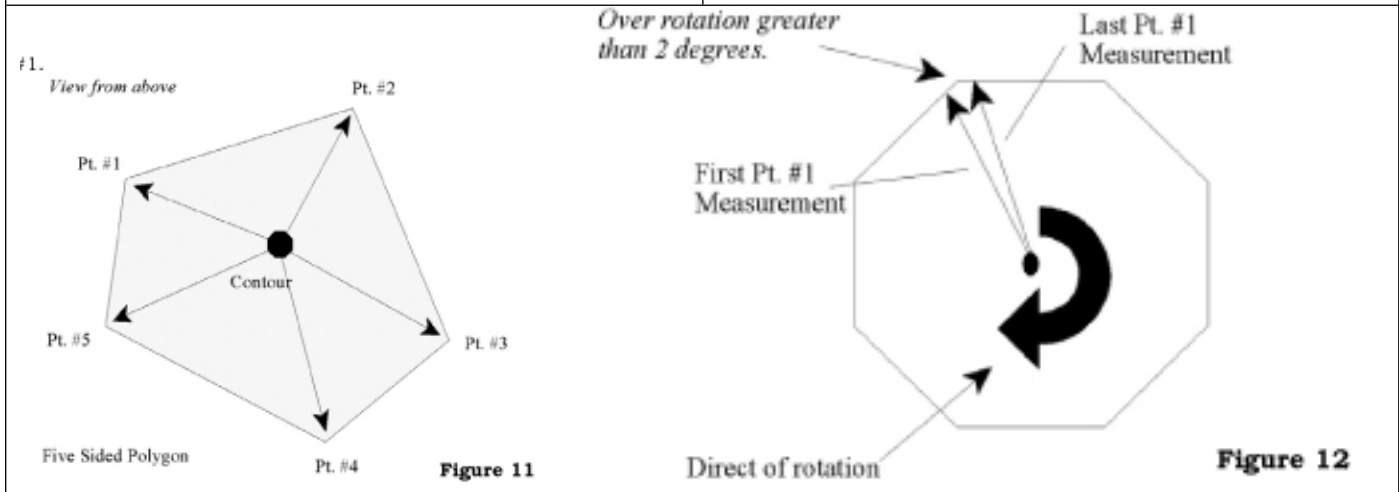 #1.
View from above
Pt. #2
Pt. #1
Contour
Pt. #5
Pt. #3
Five Sided Polygon
Pt. #4
Figure 11
Over rotation greater
than 2 degrees.
Last Pt. #1
Measurement
First Pt. #1
Measurement
Direct of rotation
Figure 12